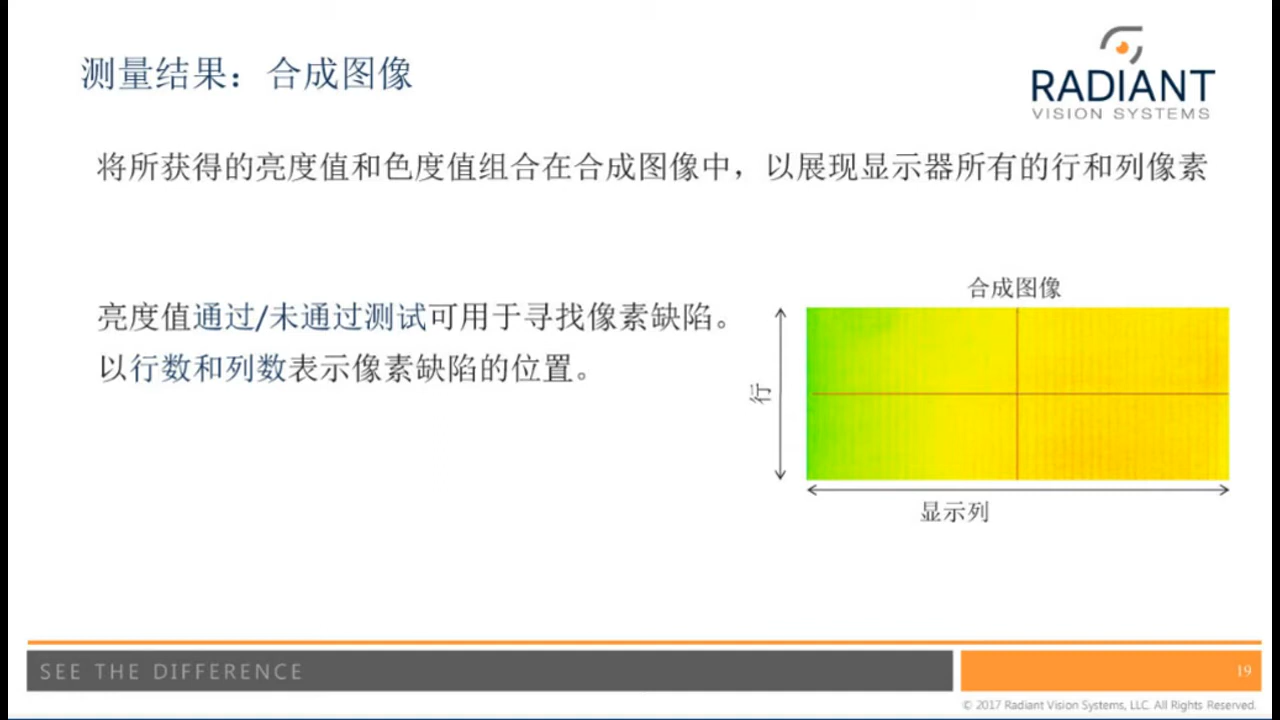 测量结果：合成图像
RADIANT
VISION SYSTEMS
将所获得的亮度值和色度值组合在合成图像中，以展现显示器所有的行和列像素
亮度值通过/未通过测试可用于寻找像素缺陷。
以行数和列数表示像素缺陷的位置。
合成图像
行
显示列
SEE THE DIFFERENCE
19
© 2017 Radiant Vision Systems, LLC. All Rights Reserved.